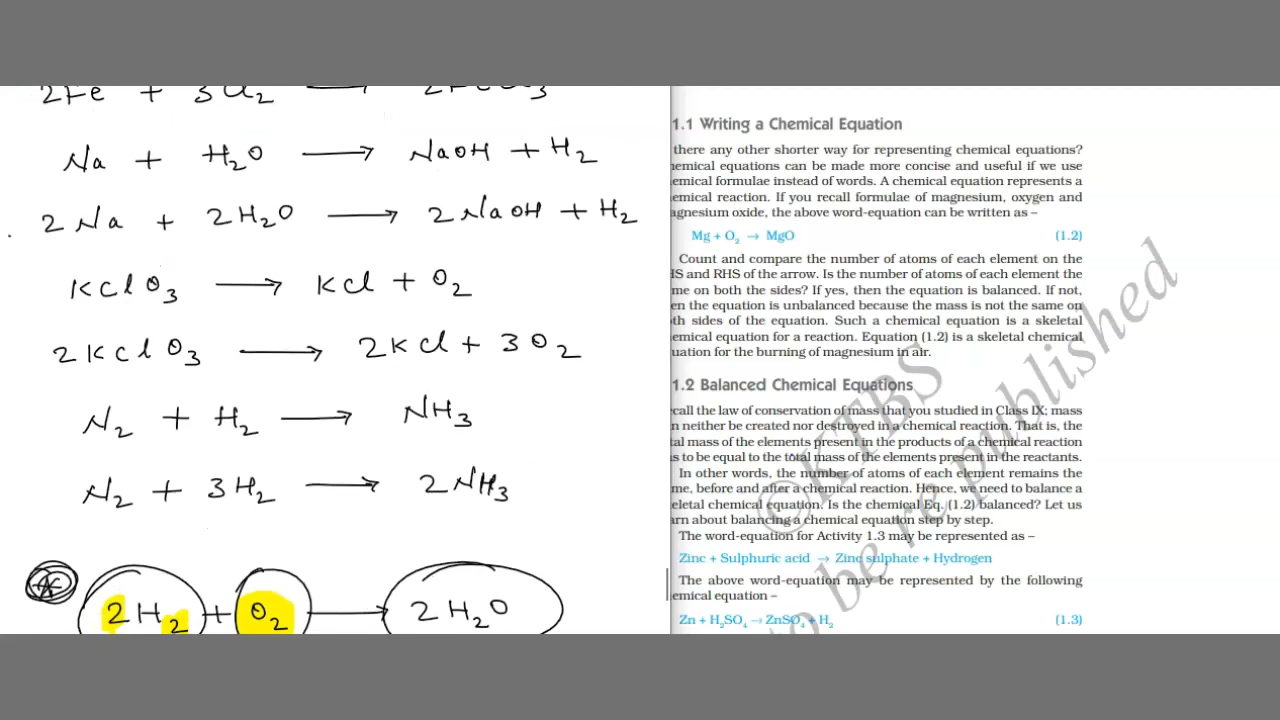 2Fe + 3Cl₂ → 2FeCl₃
Na + H₂O → NaOH + H₂
2Na + 2H₂O → 2NaOH + H₂
KClO₃ → KCl + O₂
2KClO₃ → 2KCl + 3O₂
N₂ + H₂ → NH₃
N₂ + 3H₂ → 2NH₃
2H₂ + O₂ → 2H₂O
1.1 Writing a Chemical Equation
there any other shorter way for representing chemical equations?
emical equations can be made more concise and useful if we use
emical formulae instead of words. A chemical equation represents a
emical reaction. If you recall formulae of magnesium, oxygen and
agnesium oxide, the above word-equation can be written as –
Mg + O₂ → MgO (1.2)
Count and compare the number of atoms of each element on the
HS and RHS of the arrow. Is the number of atoms of each element the
me on both the sides? If yes, then the equation is balanced. If not,
en the equation is unbalanced because the mass is not the same on
th sides of the equation. Such a chemical equation is a skeletal
emical equation for a reaction. Equation (1.2) is a skeletal chemical
uation for the burning of magnesium in air.
1.2 Balanced Chemical Equations
call the law of conservation of mass that you studied in Class IX; mass
n neither be created nor destroyed in a chemical reaction. That is, the
tal mass of the elements present in the products of a chemical reaction
s to be equal to the total mass of the elements present in the reactants.
In other words, the number of atoms of each element remains the
me, before and after a chemical reaction. Hence, we need to balance a
eletal chemical equation. Is the chemical Eq. (1.2) balanced? Let us
arn about balancing a chemical equation step by step.
The word-equation for Activity 1.3 may be represented as –
Zinc + Sulphuric acid → Zinc sulphate + Hydrogen
The above word-equation may be represented by the following
emical equation –
Zn + H₂SO₄ → ZnSO₄ + H₂ (1.3)
©KTBS
to be republished